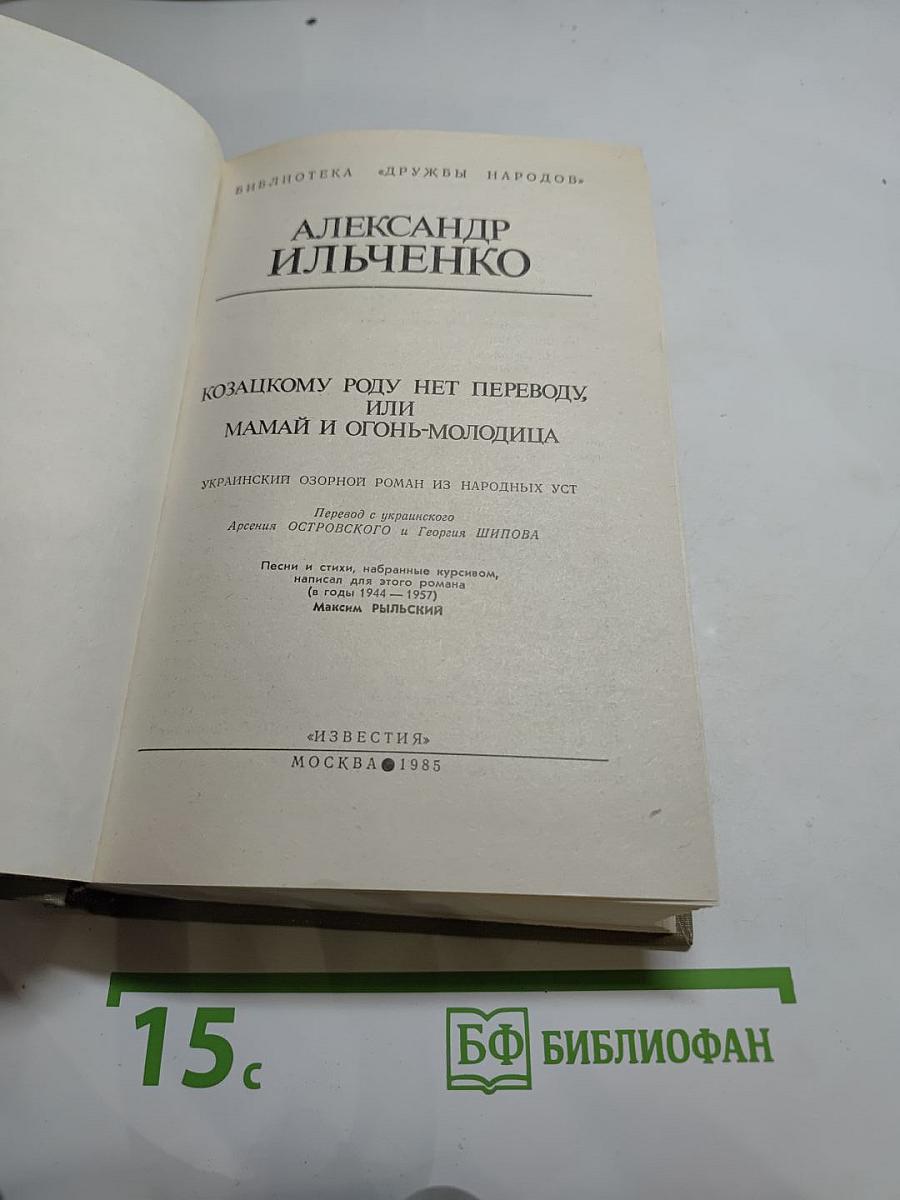 БИБЛИОТЕКА «ДРУЖБЫ НАРОДОВ»
АЛЕКСАНДР
ИЛЬЧЕНКО
КОЗАЦКОМУ РОДУ НЕТ ПЕРЕВОДУ,
ИЛИ
МАМАЙ И ОГОНЬ-МОЛОДИЦА
УКРАИНСКИЙ ОЗОРНОЙ РОМАН ИЗ НАРОДНЫХ УСТ
Перевод с украинского
Арсения ОСТРОВСКОГО и Георгия ШИПОВА
Песни и стихи, набранные курсивом,
написал для этого романа
(в годы 1944 — 1957)
Максим РЫЛЬСКИЙ
«ИЗВЕСТИЯ»
МОСКВА ● 1985
15 с
БФ БИБЛИОФАН